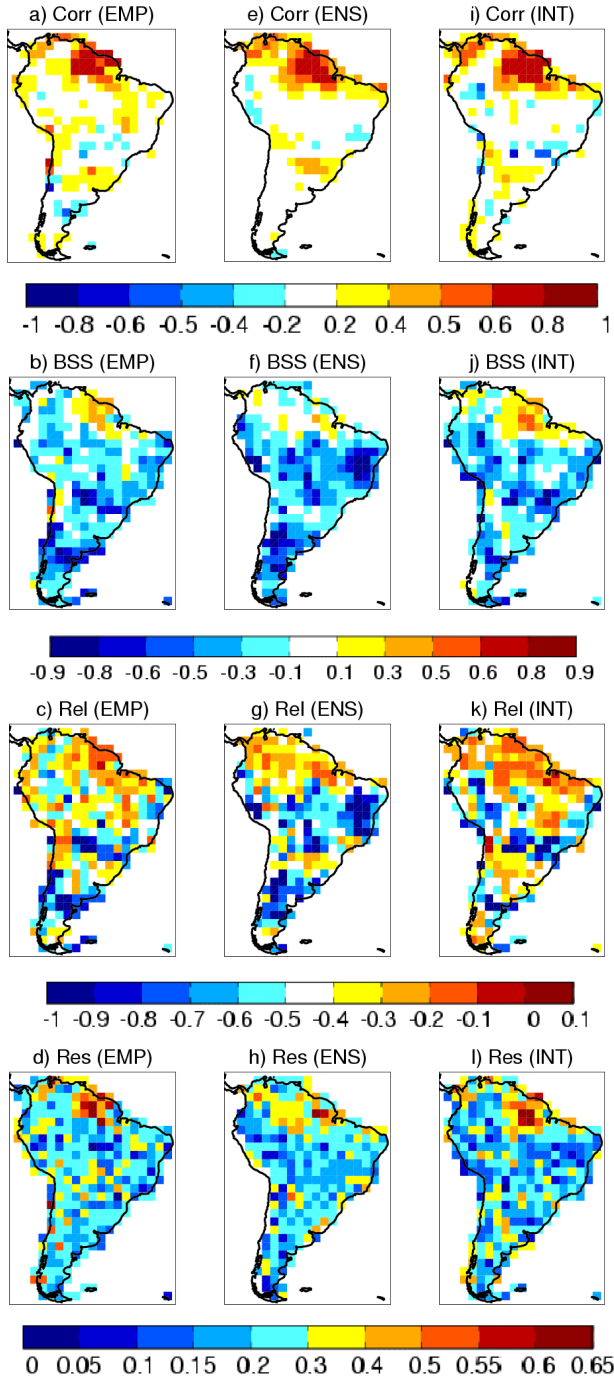 a) Corr (EMP) e) Corr (ENS) i) Corr (INT)
-1 -0.8 -0.6 -0.5 -0.4 -0.2 0.2 0.4 0.5 0.6 0.8 1
b) BSS (EMP) f) BSS (ENS) j) BSS (INT)
-0.9 -0.6 -0.5 -0.3 -0.1 0.1 0.3 0.5 0.6 0.9
c) Rel (EMP) g) Rel (ENS) k) Rel (INT)
-1 -0.9 -0.8 -0.7 -0.6 -0.5 -0.4 -0.3 -0.2 -0.1 0 0.1
d) Res (EMP) h) Res (ENS) l) Res (INT)
0 0.05 0.1 0.15 0.2 0.3 0.4 0.5 0.55 0.6 0.65